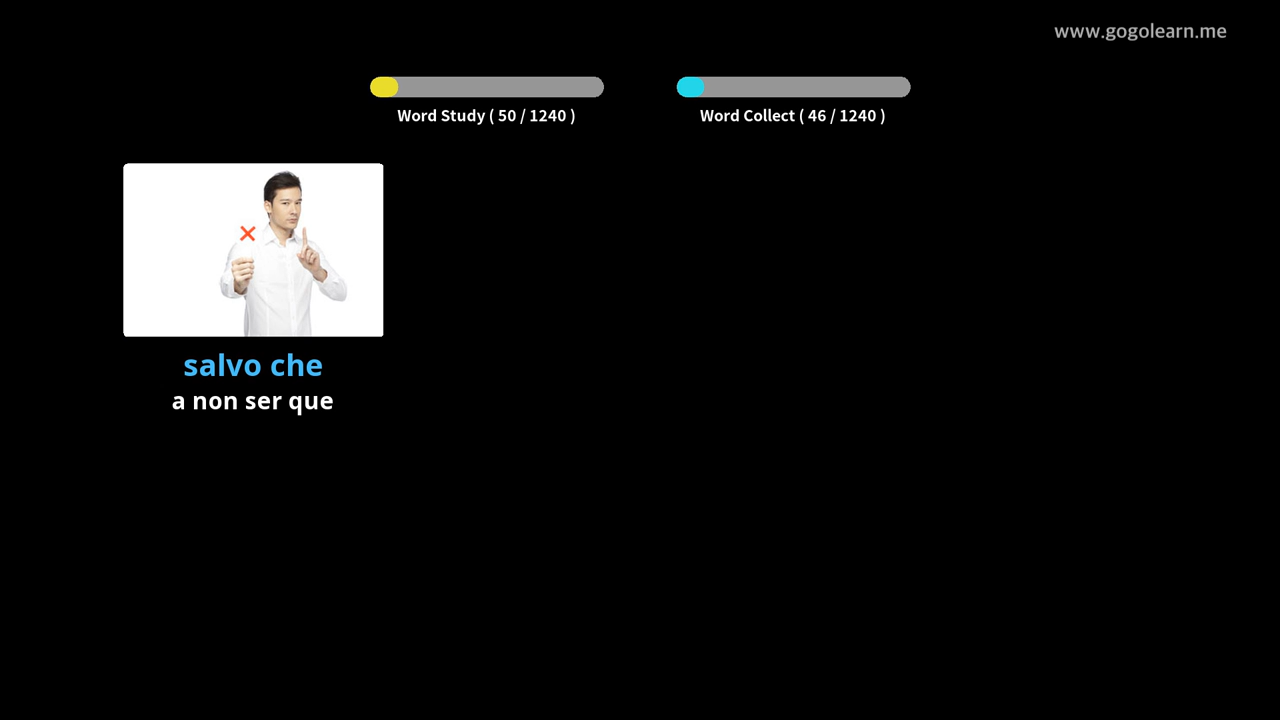 www.gogolearn.me
Word Study ( 50 / 1240 )
Word Collect ( 46 / 1240 )
salvo che
a non ser que